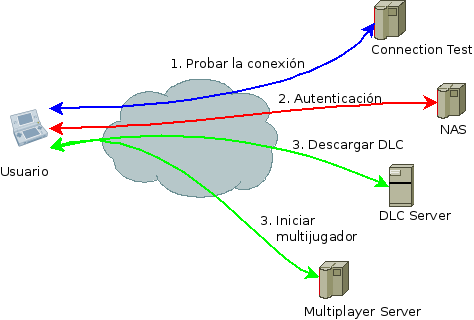 Connection Test
1. Probar la conexión
2. Autenticación
NAS
3. Descargar DLC
Usuario
DLC Server
3. Iniciar
multijugador
Multiplayer Server